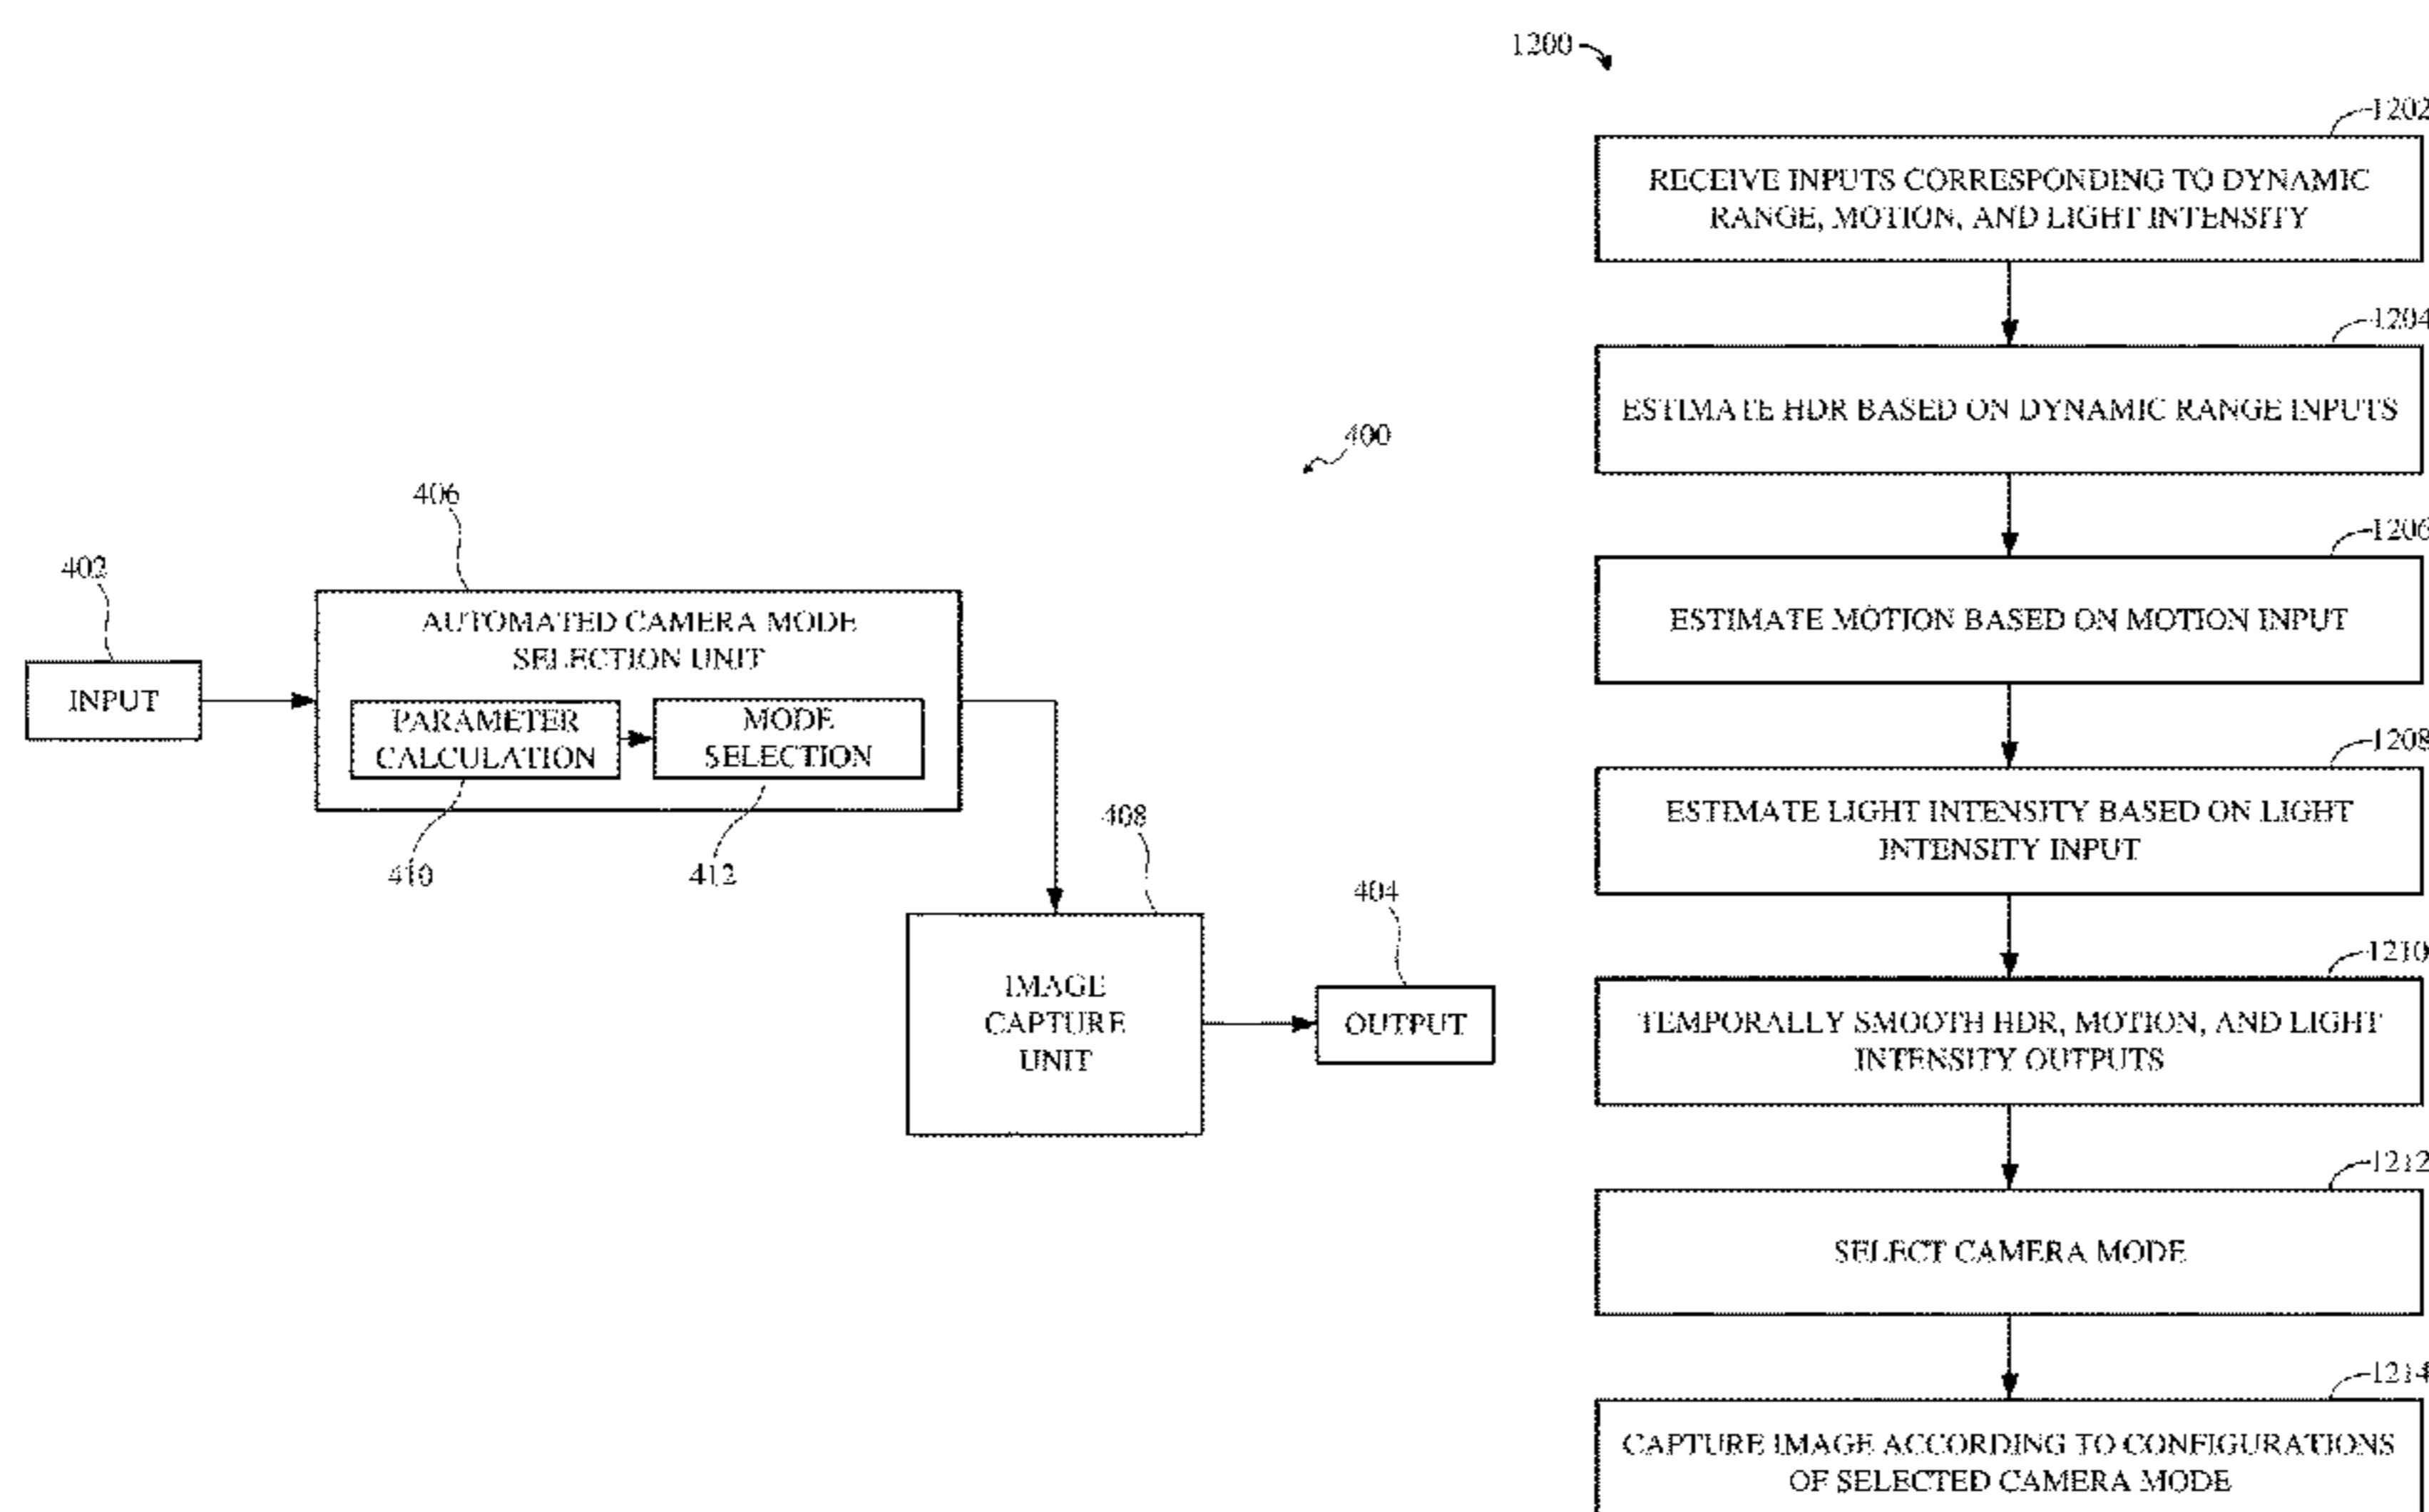 400
406
402
AUTOMATED CAMERA MODE
SELECTION UNIT
INPUT
PARAMETER
CALCULATION
MODE
SELECTION
410
412
408
404
IMAGE
CAPTURE
UNIT
OUTPUT
1200
1202
RECEIVE INPUTS CORRESPONDING TO DYNAMIC
RANGE, MOTION, AND LIGHT INTENSITY
1204
ESTIMATE HDR BASED ON DYNAMIC RANGE INPUTS
1206
ESTIMATE MOTION BASED ON MOTION INPUT
1208
ESTIMATE LIGHT INTENSITY BASED ON LIGHT
INTENSITY INPUT
1210
TEMPORALLY SMOOTH HDR, MOTION, AND LIGHT
INTENSITY OUTPUTS
1212
SELECT CAMERA MODE
1214
CAPTURE IMAGE ACCORDING TO CONFIGURATIONS
OF SELECTED CAMERA MODE